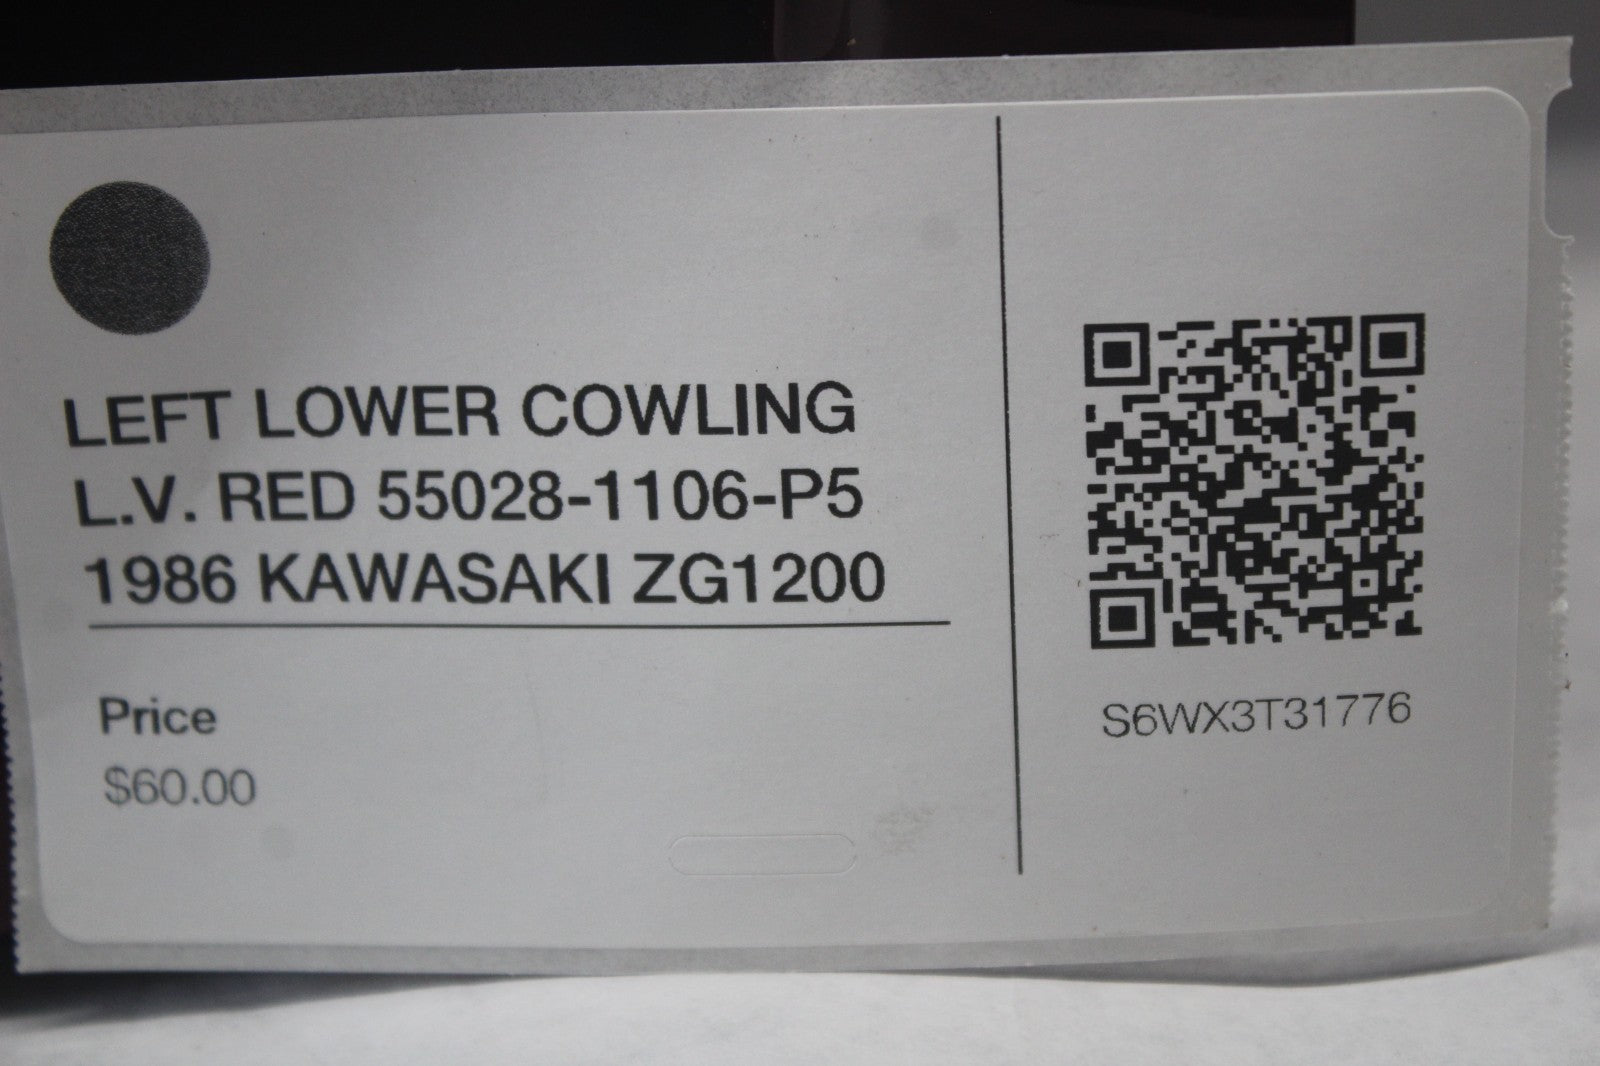 LEFT LOWER COWLING
L.V. RED 55028-1106-P5
1986 KAWASAKI ZG1200
Price
$60.00
S6WX3T31776